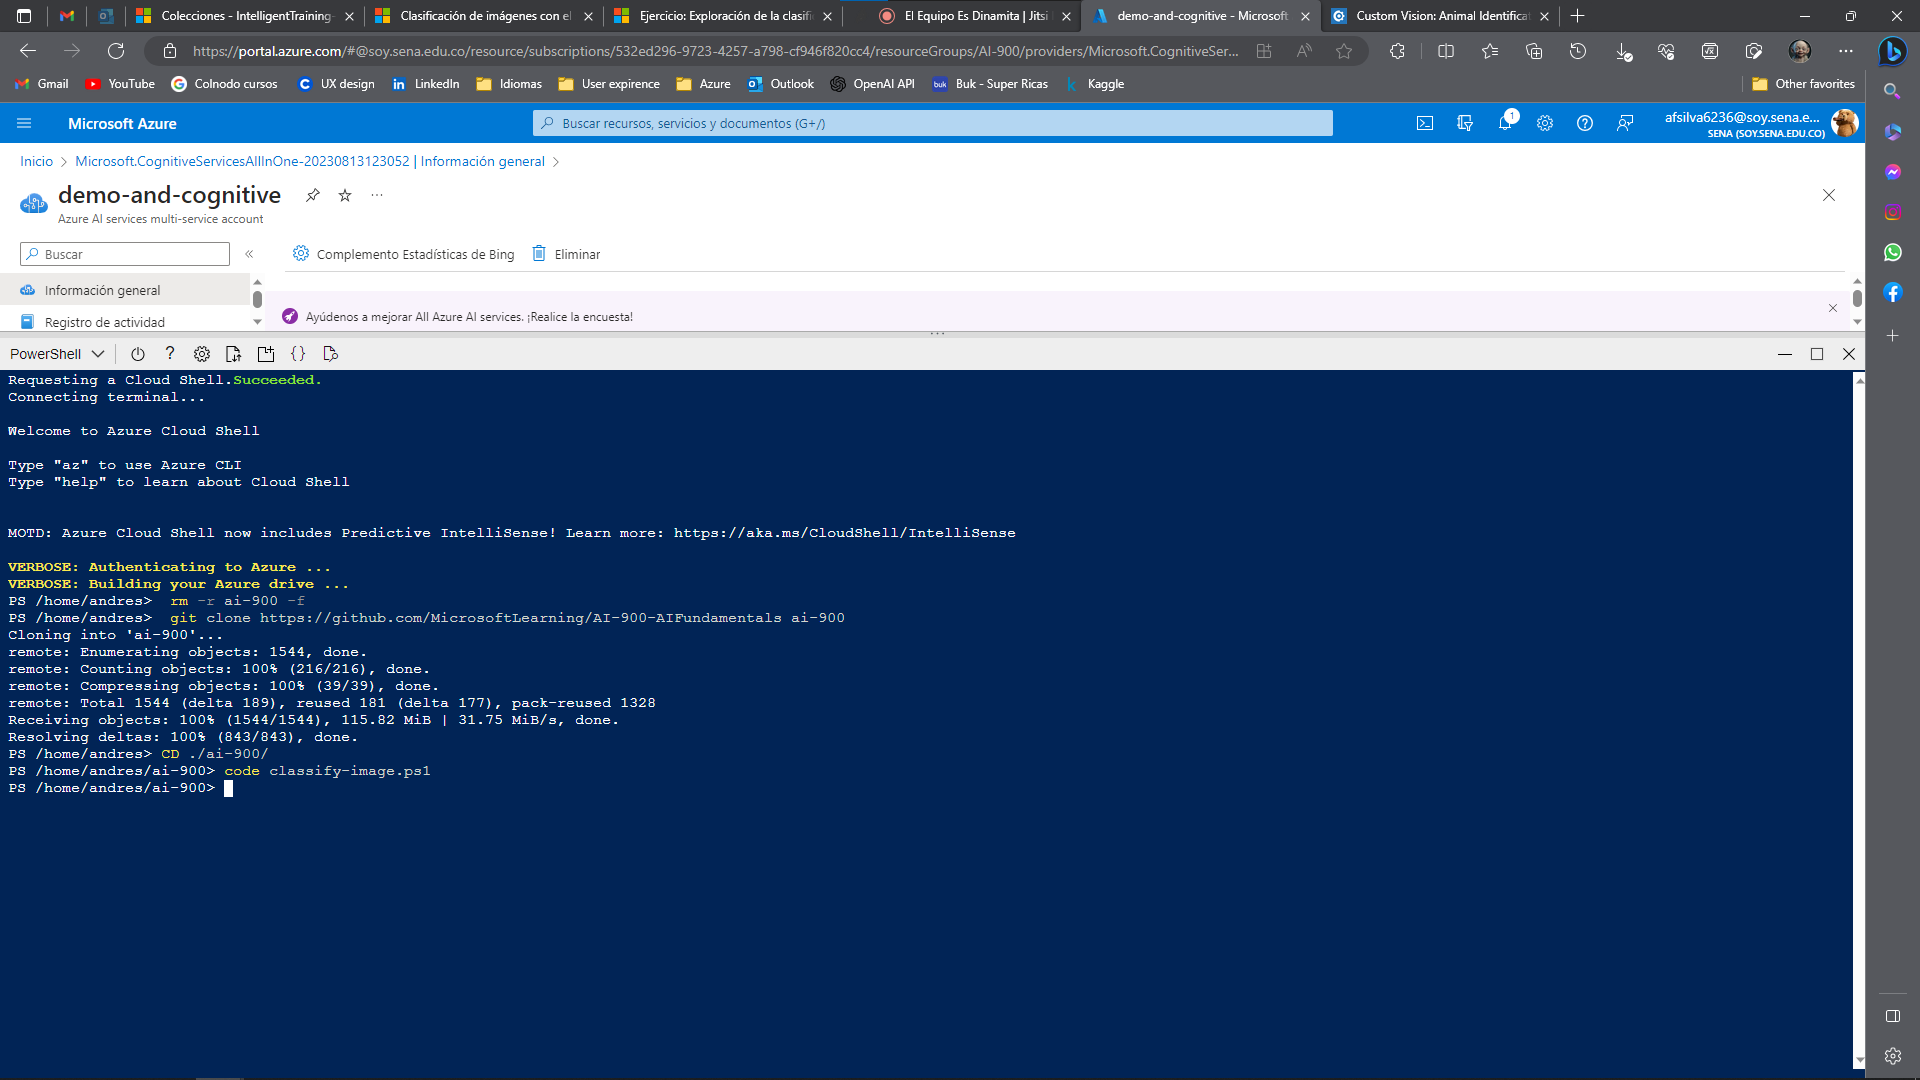 Colecciones - IntelligentTraining-
Clasificación de imágenes con el
Ejercicio: Exploración de la clasifi
El Equipo Es Dinamita | Jitsi
demo-and-cognitive - Microsoft
Custom Vision: Animal Identificat
https://portal.azure.com/#@soy.sena.edu.co/resource/subscriptions/532ed296-9723-4257-a798-cf946f820cc4/resourceGroups/AI-900/providers/Microsoft.CognitiveSer...
Gmail
YouTube
Colnodo cursos
UX design
LinkedIn
Idiomas
User expirence
Azure
Outlook
OpenAI API
Buk - Super Ricas
Kaggle
Other favorites
Microsoft Azure
Buscar recursos, servicios y documentos (G+/)
1
afsilva6236@soy.sena.e...
SENA (SOY.SENA.EDU.CO)
Inicio > Microsoft.CognitiveServicesAllInOne-20230813123052 | Información general >
demo-and-cognitive
Azure AI services multi-service account
Buscar
Complemento Estadísticas de Bing
Eliminar
Información general
Registro de actividad
Ayúdenos a mejorar All Azure AI services. ¡Realice la encuesta!
PowerShell
Requesting a Cloud Shell.Succeeded.
Connecting terminal...
Welcome to Azure Cloud Shell
Type "az" to use Azure CLI
Type "help" to learn about Cloud Shell
MOTD: Azure Cloud Shell now includes Predictive IntelliSense! Learn more: https://aka.ms/CloudShell/IntelliSense
VERBOSE: Authenticating to Azure ...
VERBOSE: Building your Azure drive ...
PS /home/andres>  rm -r ai-900 -f
PS /home/andres>  git clone https://github.com/MicrosoftLearning/AI-900-AIFundamentals ai-900
Cloning into 'ai-900'...
remote: Enumerating objects: 1544, done.
remote: Counting objects: 100% (216/216), done.
remote: Compressing objects: 100% (39/39), done.
remote: Total 1544 (delta 189), reused 181 (delta 177), pack-reused 1328
Receiving objects: 100% (1544/1544), 115.82 MiB | 31.75 MiB/s, done.
Resolving deltas: 100% (843/843), done.
PS /home/andres> CD ./ai-900/
PS /home/andres/ai-900> code classify-image.ps1
PS /home/andres/ai-900>